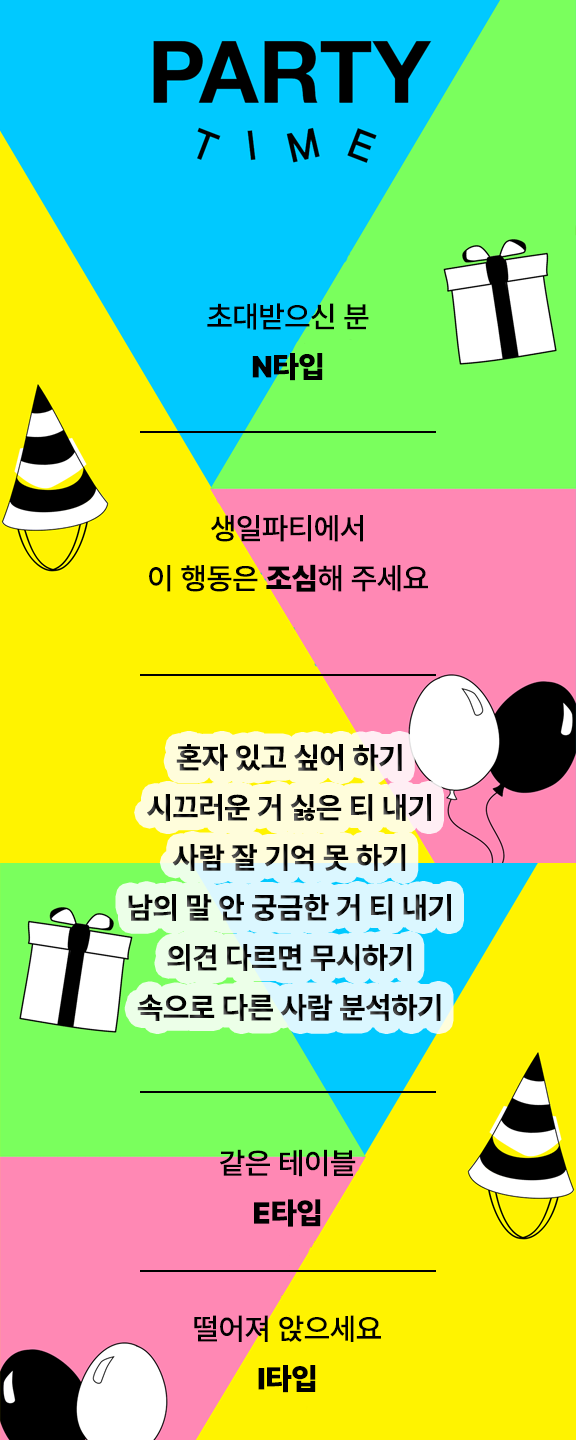 PARTY
TIME
초대받으신 분
N타입
생일파티에서
이 행동은 조심해 주세요
혼자 있고 싶어 하기
시끄러운 거 싫은 티 내기
사람 잘 기억 못 하기
남의 말 안 궁금한 거 티 내기
의견 다르면 무시하기
속으로 다른 사람 분석하기
같은 테이블
E타입
떨어져 앉으세요
I타입